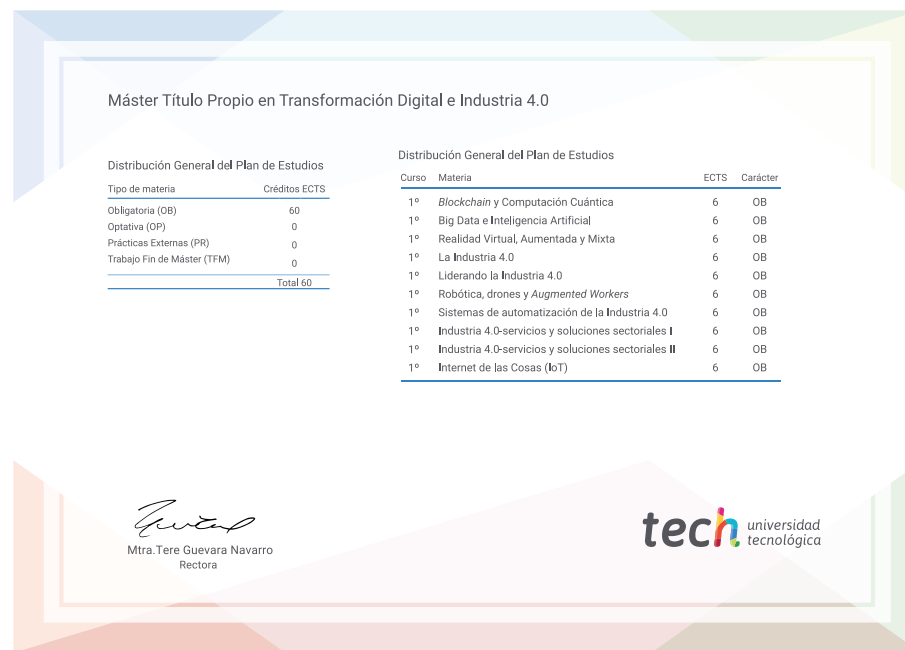 Máster Título Propio en Transformación Digital e Industria 4.0
Distribución General del Plan de Estudios
Tipo de materia Créditos ECTS
Obligatoria (OB) 60
Optativa (OP) 0
Prácticas Externas (PR) 0
Trabajo Fin de Máster (TFM) 0
Total 60
Distribución General del Plan de Estudios
Curso Materia ECTS Carácter
1º Blockchain y Computación Cuántica 6 OB
1º Big Data e Inteligencia Artificial 6 OB
1º Realidad Virtual, Aumentada y Mixta 6 OB
1º La Industria 4.0 6 OB
1º Liderando la Industria 4.0 6 OB
1º Robótica, drones y Augmented Workers 6 OB
1º Sistemas de automatización de la Industria 4.0 6 OB
1º Industria 4.0-servicios y soluciones sectoriales I 6 OB
1º Industria 4.0-servicios y soluciones sectoriales II 6 OB
1º Internet de las Cosas (IoT) 6 OB
Mtra.Tere Guevara Navarro
Rectora
tech universidad
tecnológica